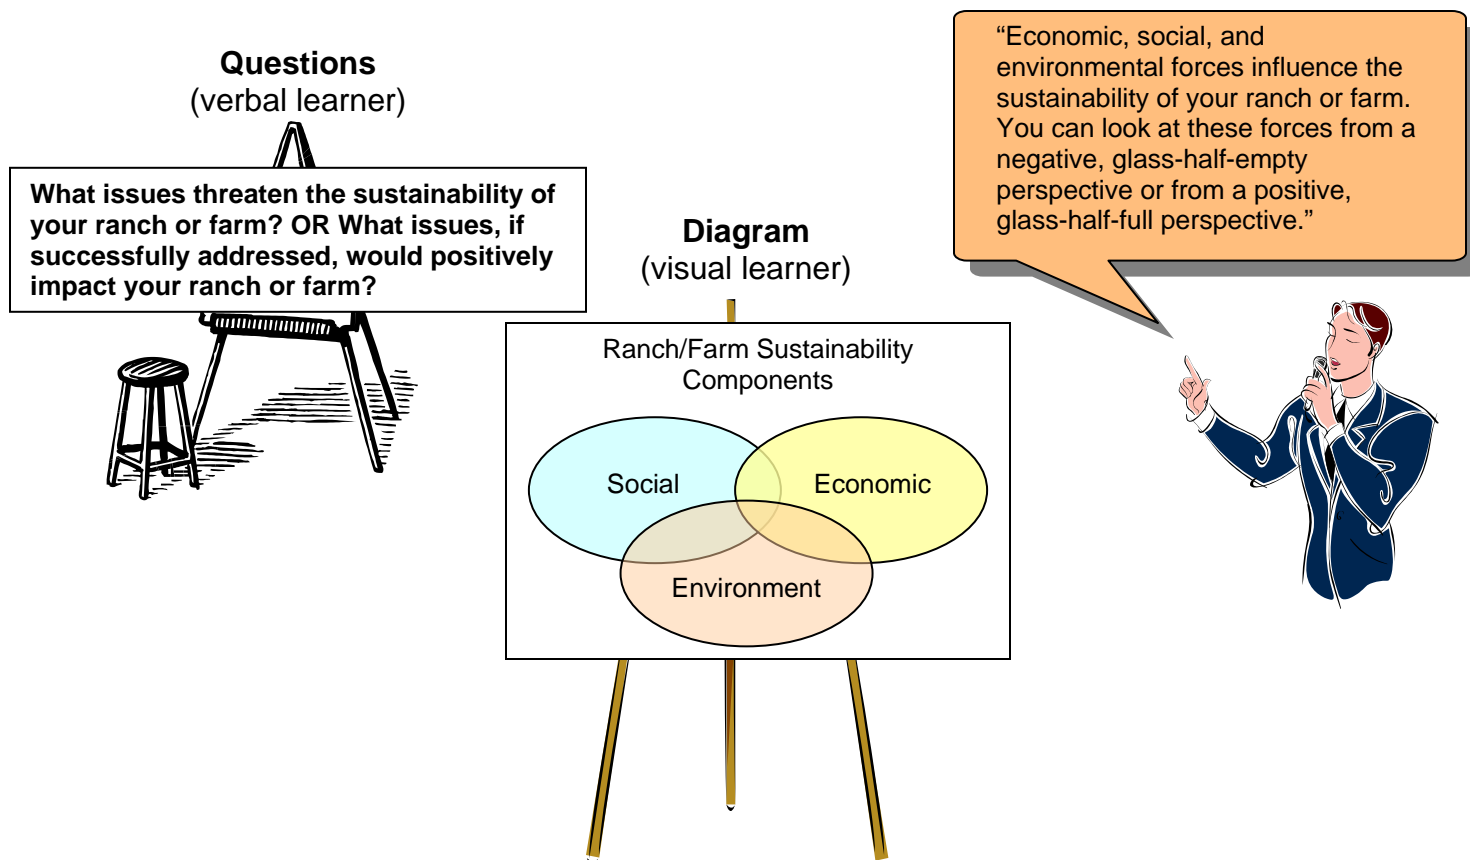 Questions
(verbal learner)
What issues threaten the sustainability of
your ranch or farm? OR What issues, if
successfully addressed, would positively
impact your ranch or farm?
Diagram
(visual learner)
Ranch/Farm Sustainability
Components
Social
Economic
Environment
“Economic, social, and
environmental forces influence the
sustainability of your ranch or farm.
You can look at these forces from a
negative, glass-half-empty
perspective or from a positive,
glass-half-full perspective.”